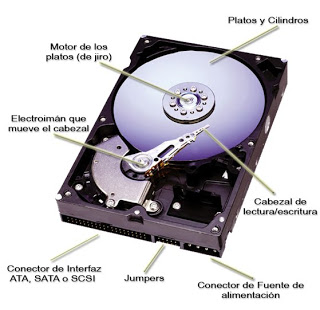 Platos y Cilindros
Motor de los
platos (de jiro)
Electroimán que
mueve el cabezal
Cabezal de
lectura/escritura
Conector de Interfaz
ATA, SATA o SCSI
Jumpers
Conector de Fuente de
alimentación